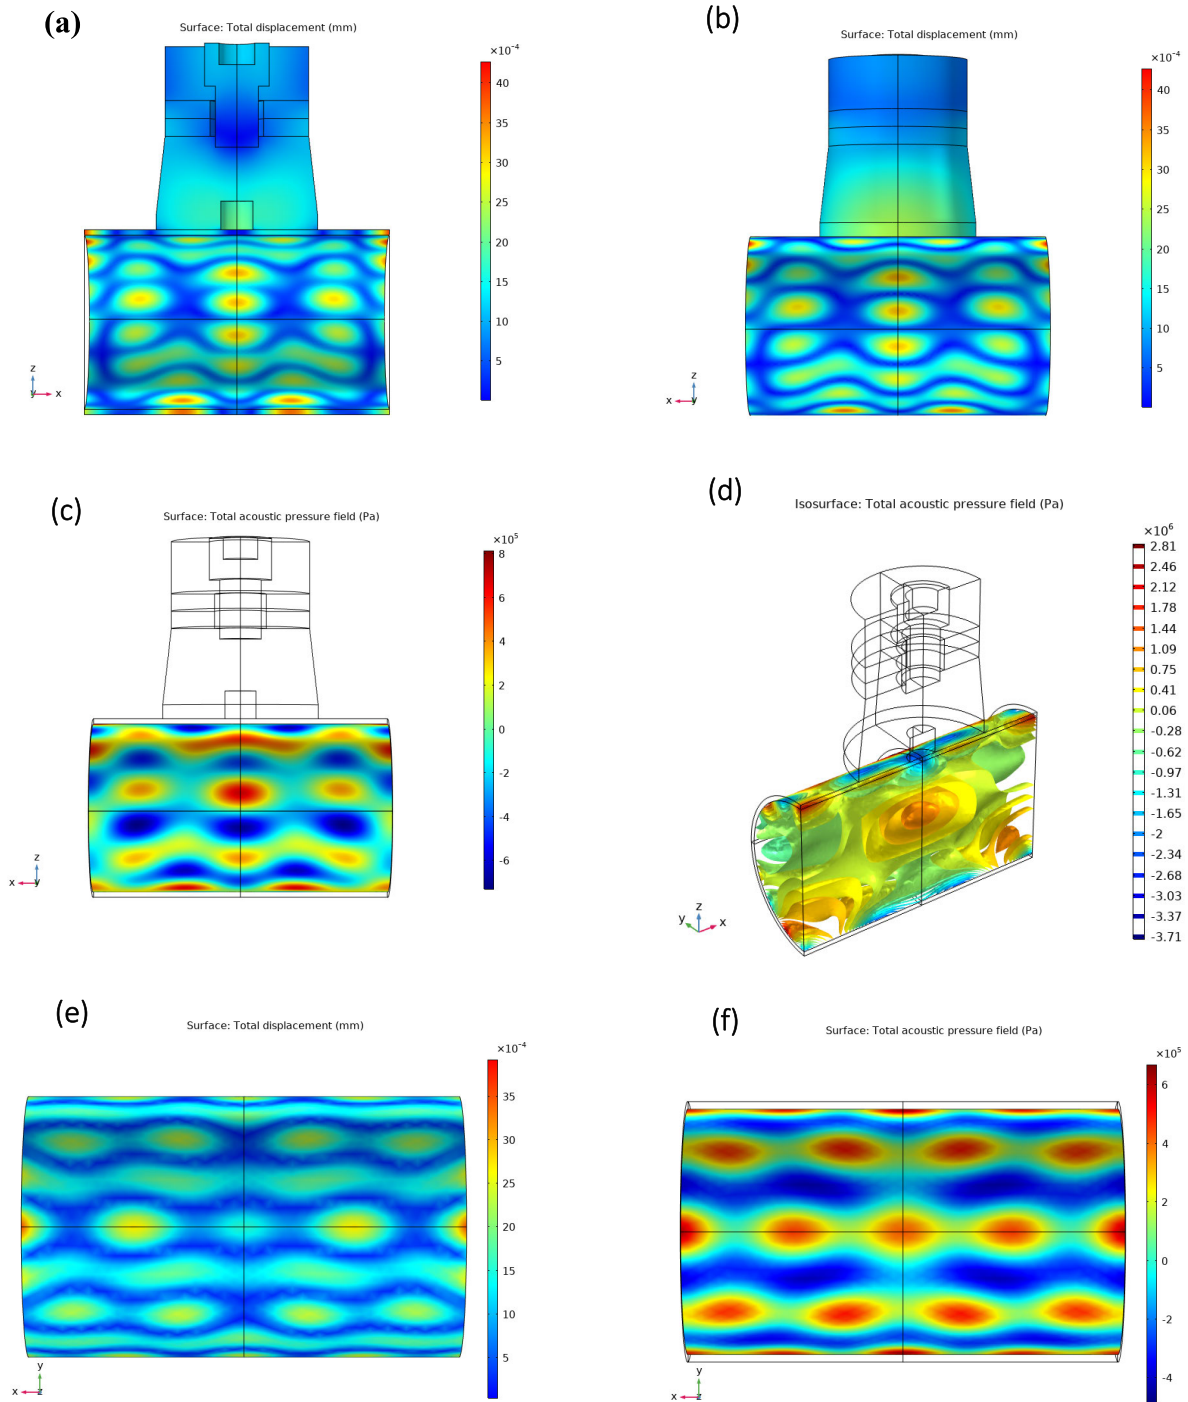 (a)
Surface: Total displacement (mm)
×10⁻⁴
40
35
30
25
20
15
10
5
z
y x
(b)
Surface: Total displacement (mm)
×10⁻⁴
40
35
30
25
20
15
10
5
z
x y
(c)
Surface: Total acoustic pressure field (Pa)
×10⁵
8
6
4
2
0
-2
-4
-6
z
x y
(d)
Isosurface: Total acoustic pressure field (Pa)
×10⁶
2.81
2.46
2.12
1.78
1.44
1.09
0.75
0.41
0.06
-0.28
-0.62
-0.97
-1.31
-1.65
-2
-2.34
-2.68
-3.03
-3.37
-3.71
z
y x
(e)
Surface: Total displacement (mm)
×10⁻⁴
35
30
25
20
15
10
5
y
x z
(f)
Surface: Total acoustic pressure field (Pa)
×10⁵
6
4
2
0
-2
-4
y
x z